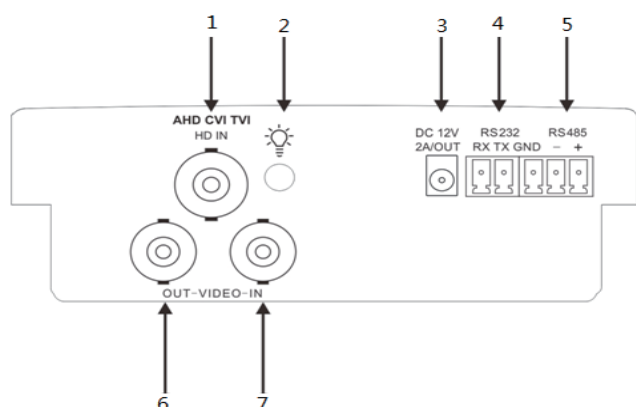 1 2 3 4 5
AHD CVI TVI
HD IN
DC 12V RS232 RS485
2A/OUT RX TX GND − +
OUT-VIDEO-IN
6 7